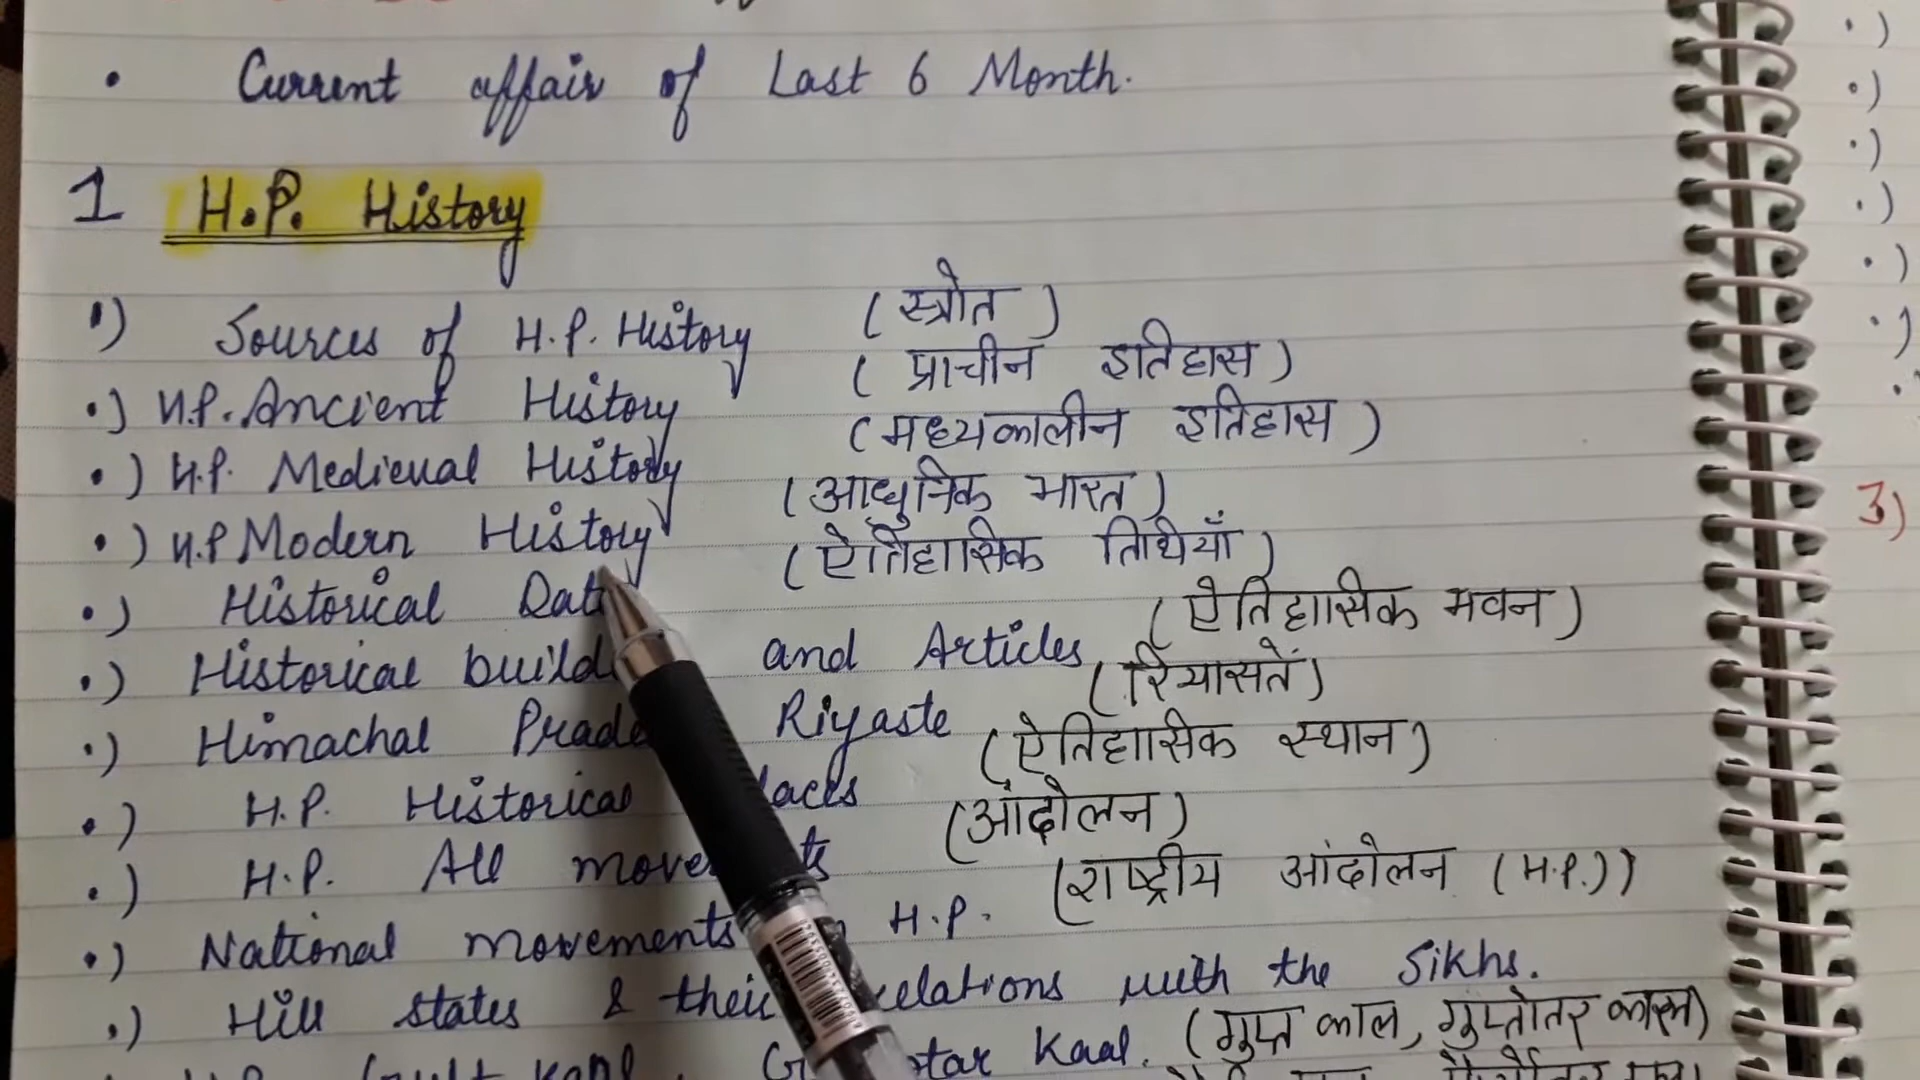 • Current affair of Last 6 Month.
1 H.P. History
•) Sources of H.P. History (स्त्रोत)
•) H.P. Ancient History (प्राचीन इतिहास)
•) H.P. Medieval History (मध्यकालीन इतिहास)
•) H.P Modern History (आधुनिक भारत)
•) Historical (ऐतिहासिक तिथियाँ)
•) Historical and Articles (ऐतिहासिक भवन)
•) Himachal Riyaste (रियासतें)
•) H.P. Historical (ऐतिहासिक स्थान)
•) H.P. All (आंदोलन)
•) National movements H.P. (राष्ट्रीय आंदोलन (H.P.))
•) Hill states & their relations with the Sikhs.
Kaal. (गुप्त काल, गुप्तोतर काल)
•)
•)
•)
•)
•)
•)
3)